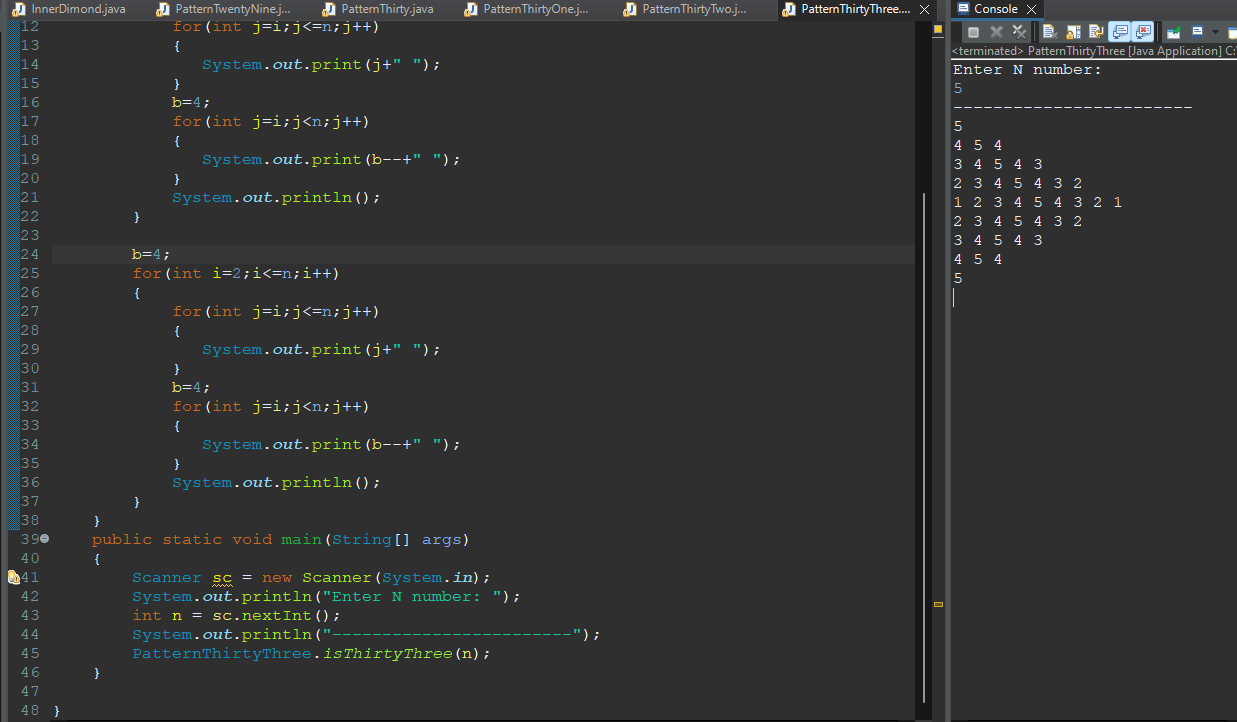 InnerDimond.java PatternTwentyNine.j... PatternThirty.java PatternThirtyOne.j... PatternThirtyTwo.j... PatternThirtyThree....
12 for(int j=i;j<=n;j++)
13 {
14 System.out.print(j+" ");
15 }
16 b=4;
17 for(int j=i;j<n;j++)
18 {
19 System.out.print(b--+" ");
20 }
21 System.out.println();
22 }
23
24 b=4;
25 for(int i=2;i<=n;i++)
26 {
27 for(int j=i;j<=n;j++)
28 {
29 System.out.print(j+" ");
30 }
31 b=4;
32 for(int j=i;j<n;j++)
33 {
34 System.out.print(b--+" ");
35 }
36 System.out.println();
37 }
38 }
39 public static void main(String[] args)
40 {
41 Scanner sc = new Scanner(System.in);
42 System.out.println("Enter N number: ");
43 int n = sc.nextInt();
44 System.out.println("------------------------");
45 PatternThirtyThree.isThirtyThree(n);
46 }
47
48 }
Console
<terminated> PatternThirtyThree [Java Application] C:
Enter N number:
5
------------------------
5
4 5 4
3 4 5 4 3
2 3 4 5 4 3 2
1 2 3 4 5 4 3 2 1
2 3 4 5 4 3 2
3 4 5 4 3
4 5 4
5